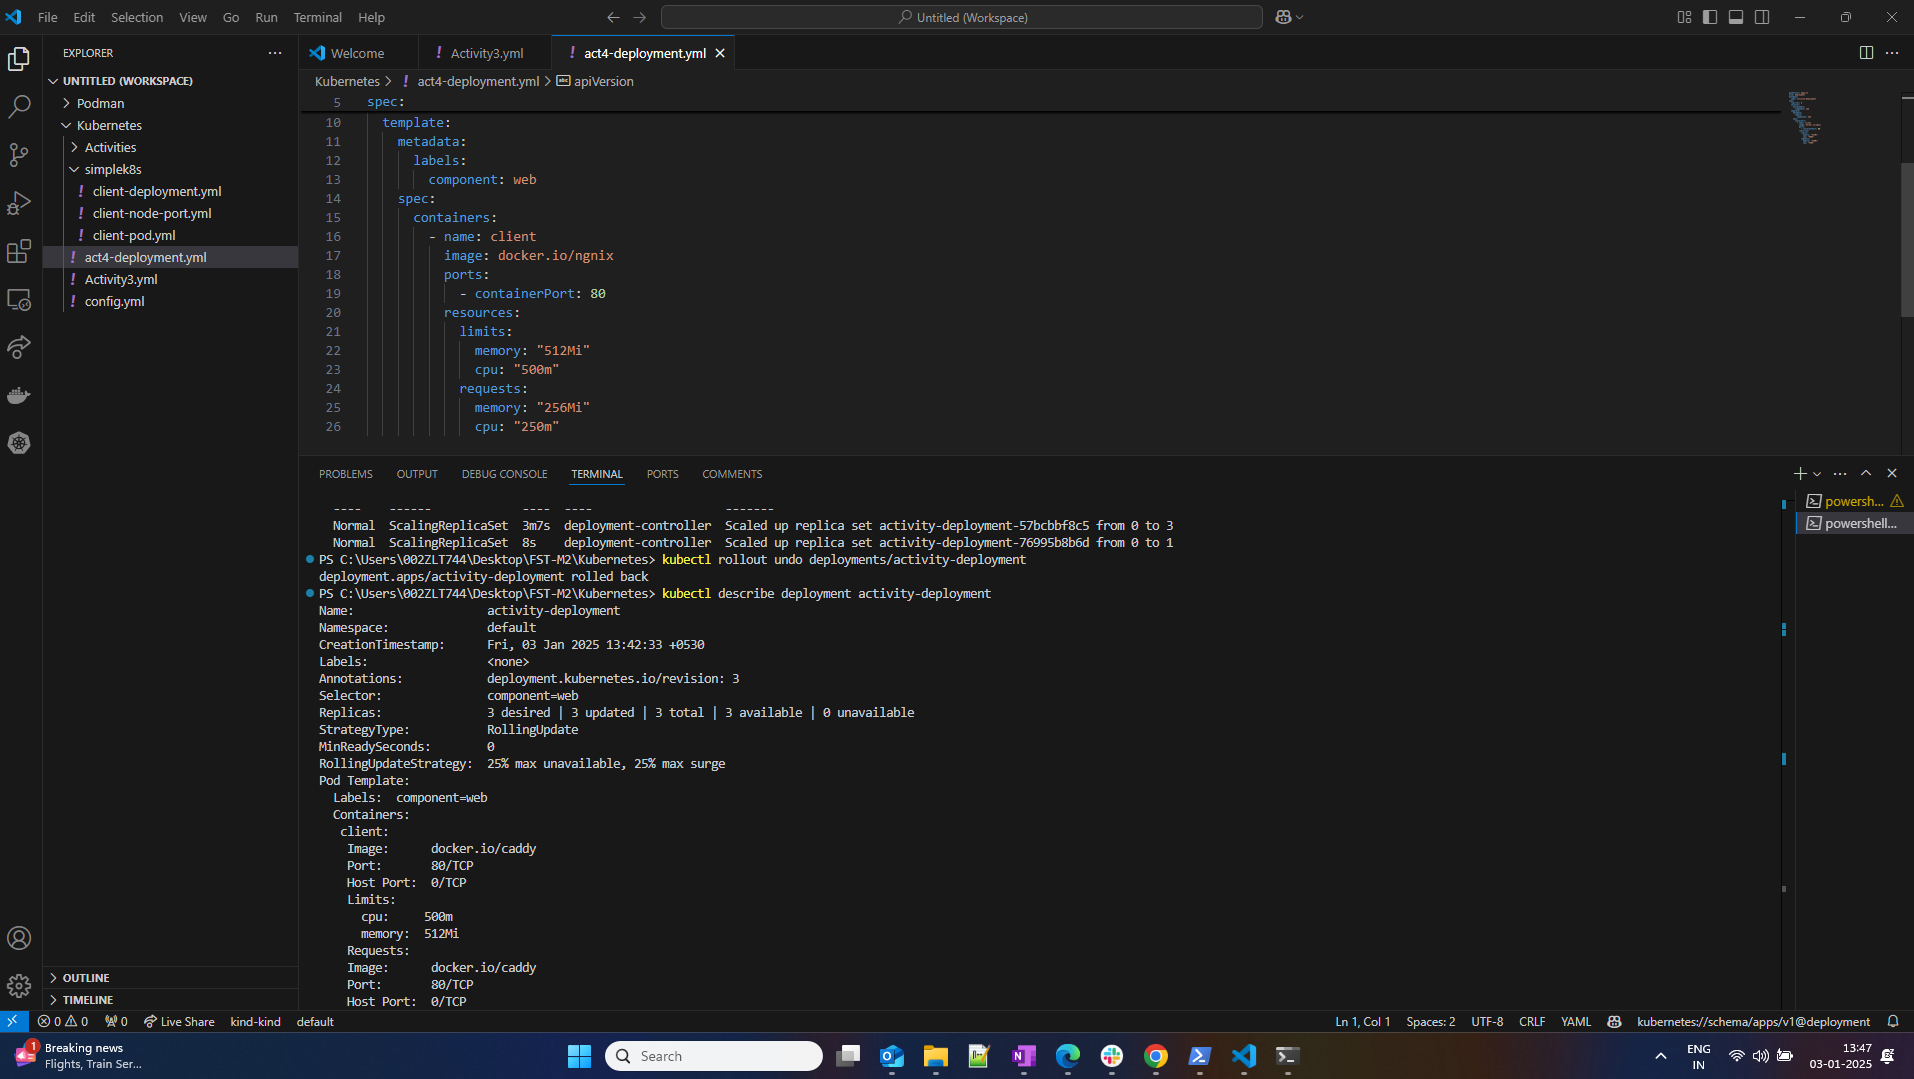 File Edit Selection View Go Run Terminal Help
Untitled (Workspace)
EXPLORER
UNTITLED (WORKSPACE)
Podman
Kubernetes
Activities
simplek8s
! client-deployment.yml
! client-node-port.yml
! client-pod.yml
! act4-deployment.yml
! Activity3.yml
! config.yml
OUTLINE
TIMELINE
Welcome ! Activity3.yml ! act4-deployment.yml
Kubernetes > ! act4-deployment.yml > abc apiVersion
5 spec:
10 template:
11 metadata:
12 labels:
13 component: web
14 spec:
15 containers:
16 - name: client
17 image: docker.io/ngnix
18 ports:
19 - containerPort: 80
20 resources:
21 limits:
22 memory: "512Mi"
23 cpu: "500m"
24 requests:
25 memory: "256Mi"
26 cpu: "250m"
PROBLEMS OUTPUT DEBUG CONSOLE TERMINAL PORTS COMMENTS
powersh...
powershell...
---- ------ ---- ---- -------
Normal ScalingReplicaSet 3m7s deployment-controller Scaled up replica set activity-deployment-57bcbbf8c5 from 0 to 3
Normal ScalingReplicaSet 8s deployment-controller Scaled up replica set activity-deployment-76995b8b6d from 0 to 1
PS C:\Users\002ZLT744\Desktop\FST-M2\Kubernetes> kubectl rollout undo deployments/activity-deployment
deployment.apps/activity-deployment rolled back
PS C:\Users\002ZLT744\Desktop\FST-M2\Kubernetes> kubectl describe deployment activity-deployment
Name: activity-deployment
Namespace: default
CreationTimestamp: Fri, 03 Jan 2025 13:42:33 +0530
Labels: <none>
Annotations: deployment.kubernetes.io/revision: 3
Selector: component=web
Replicas: 3 desired | 3 updated | 3 total | 3 available | 0 unavailable
StrategyType: RollingUpdate
MinReadySeconds: 0
RollingUpdateStrategy: 25% max unavailable, 25% max surge
Pod Template:
Labels: component=web
Containers:
client:
Image: docker.io/caddy
Port: 80/TCP
Host Port: 0/TCP
Limits:
cpu: 500m
memory: 512Mi
Requests:
Image: docker.io/caddy
Port: 80/TCP
Host Port: 0/TCP
0 0 0 Live Share kind-kind default
Ln 1, Col 1 Spaces: 2 UTF-8 CRLF YAML kubernetes://schema/apps/v1@deployment
1 Breaking news
Flights, Train Ser...
Search
ENG
IN
13:47
03-01-2025